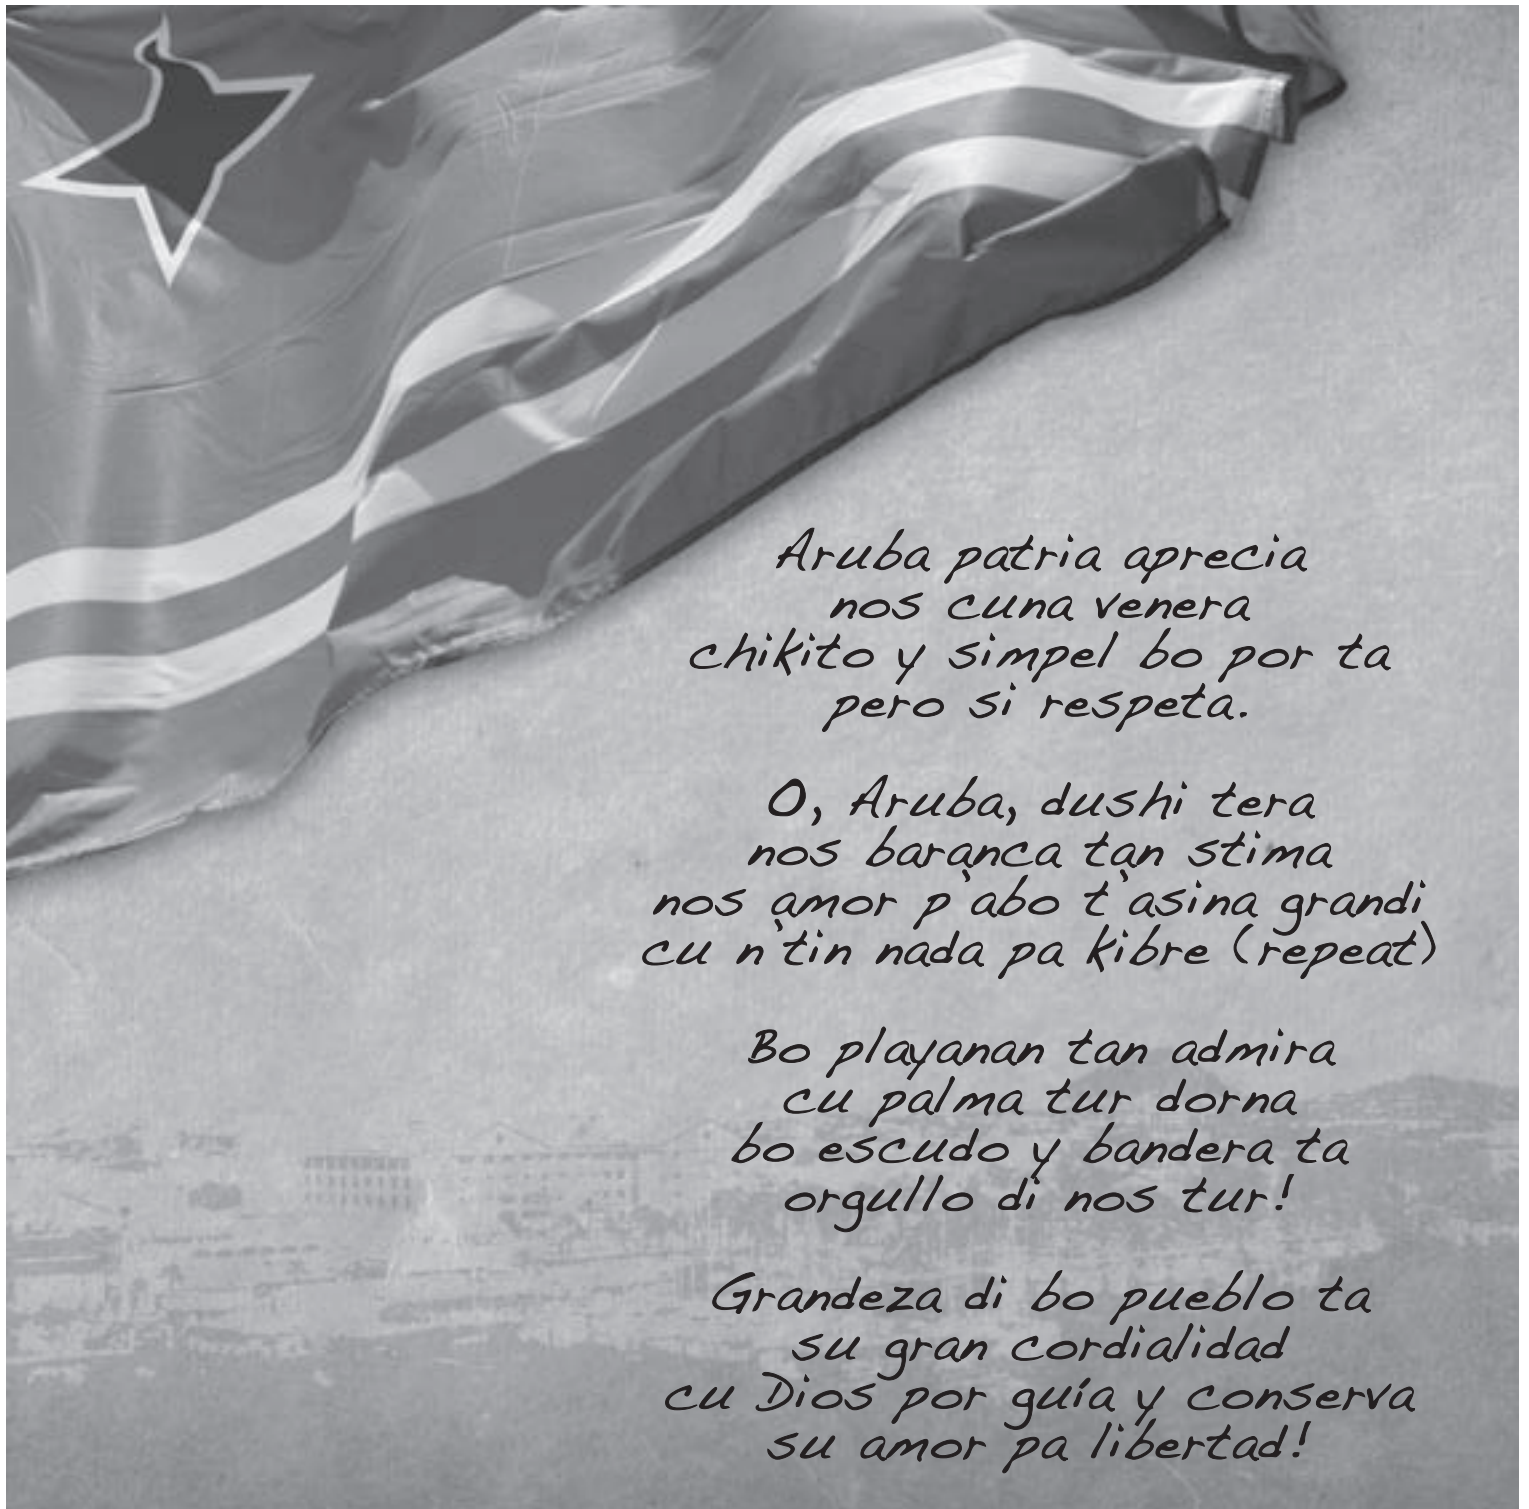 Aruba patria aprecia
nos cuna venera
chikito y simpel bo por ta
pero si respeta.
O, Aruba, dushi tera
nos baranca tan stima
nos amor p`abo t`asina grandi
cu n`tin nada pa kibre (repeat)
Bo playanan tan admira
cu palma tur dorna
bo escudo y bandera ta
orgullo di nos tur!
Grandeza di bo pueblo ta
su gran cordialidad
cu Dios por guía y conserva
su amor pa libertad!